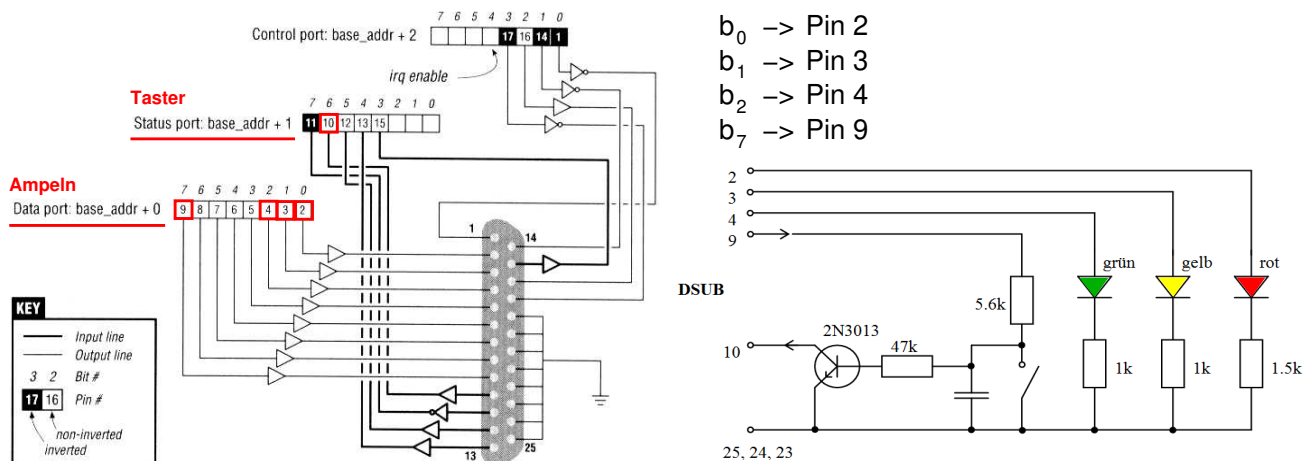 7 6 5 4 3 2 1 0
Control port: base_addr + 2
17 16 14 1
irq enable
Taster
7 6 5 4 3 2 1 0
Status port: base_addr + 1
11 10 12 13 15
Ampeln
7 6 5 4 3 2 1 0
Data port: base_addr + 0
9 8 7 6 5 4 3 2
1
14
13
25
KEY
Input line
Output line
3 2 Bit #
17 16 Pin #
non-inverted
inverted
b0 −> Pin 2
b1 −> Pin 3
b2 −> Pin 4
b7 −> Pin 9
2
3
4
9
grün
gelb
rot
DSUB
5.6k
2N3013
10
47k
1k
1k
1.5k
25, 24, 23